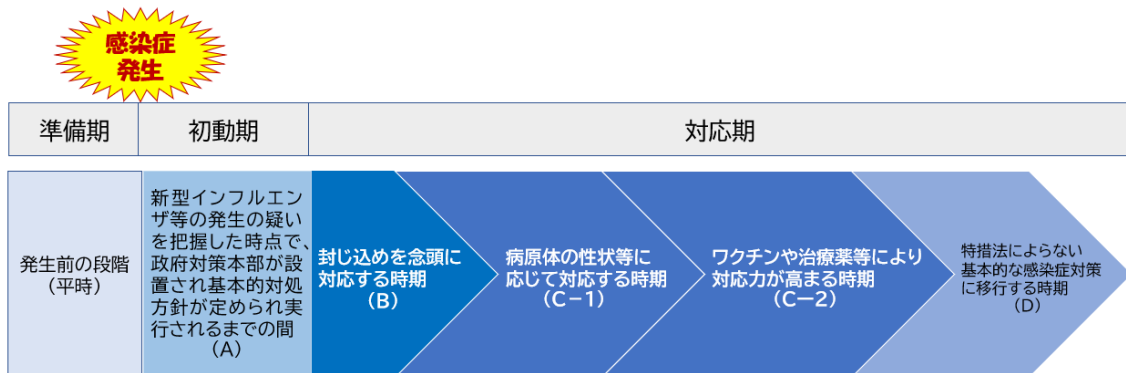 感染症
発生
準備期
初動期
対応期
発生前の段階
（平時）
新型インフルエン
ザ等の発生の疑い
を把握した時点で、
政府対策本部が設
置され基本的対処
方針が定められ実
行されるまでの間
（A）
封じ込めを念頭に
対応する時期
（B）
病原体の性状等に
応じて対応する時期
（C－1）
ワクチンや治療薬等により
対応力が高まる時期
（C－2）
特措法によらない
基本的な感染症対策
に移行する時期
（D）